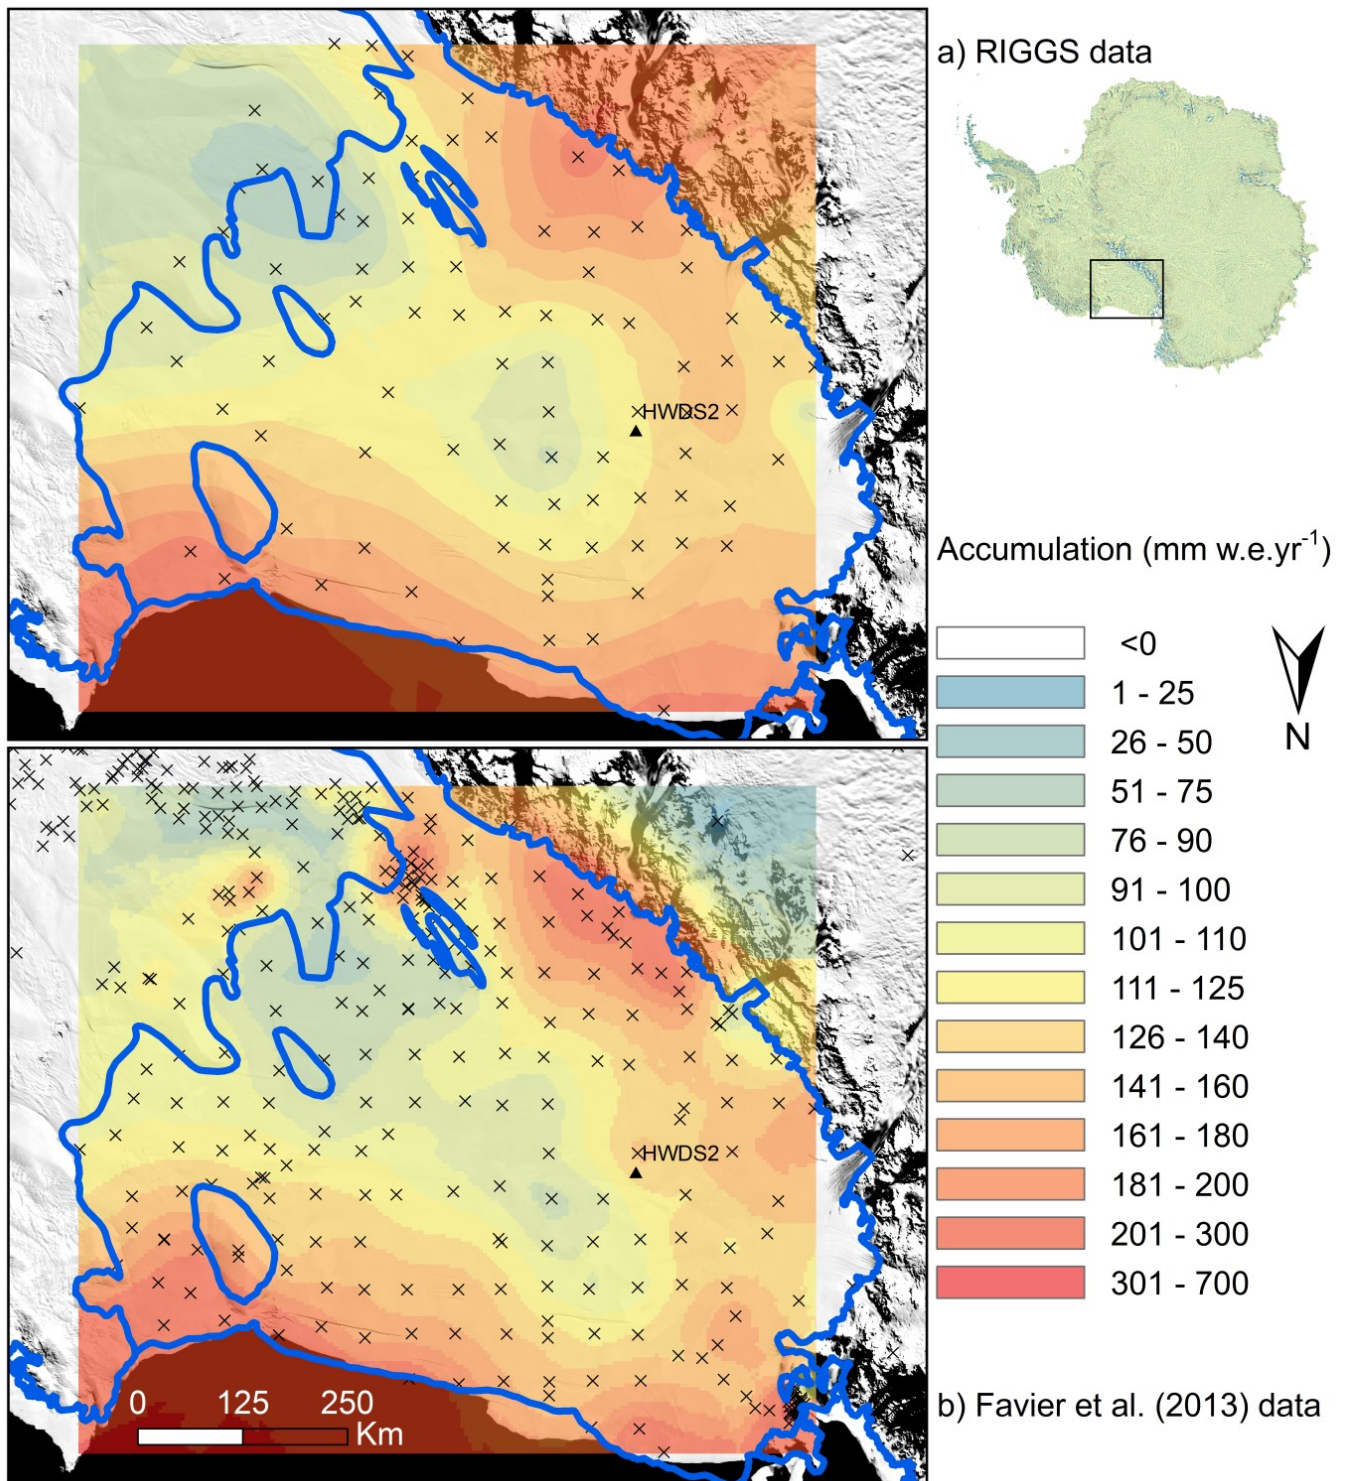 a) RIGGS data
HWDS2
Accumulation (mm w.e.yr⁻¹)
<0
1 - 25
26 - 50
51 - 75
76 - 90
91 - 100
101 - 110
111 - 125
126 - 140
141 - 160
161 - 180
181 - 200
201 - 300
301 - 700
N
HWDS2
0 125 250
Km
b) Favier et al. (2013) data